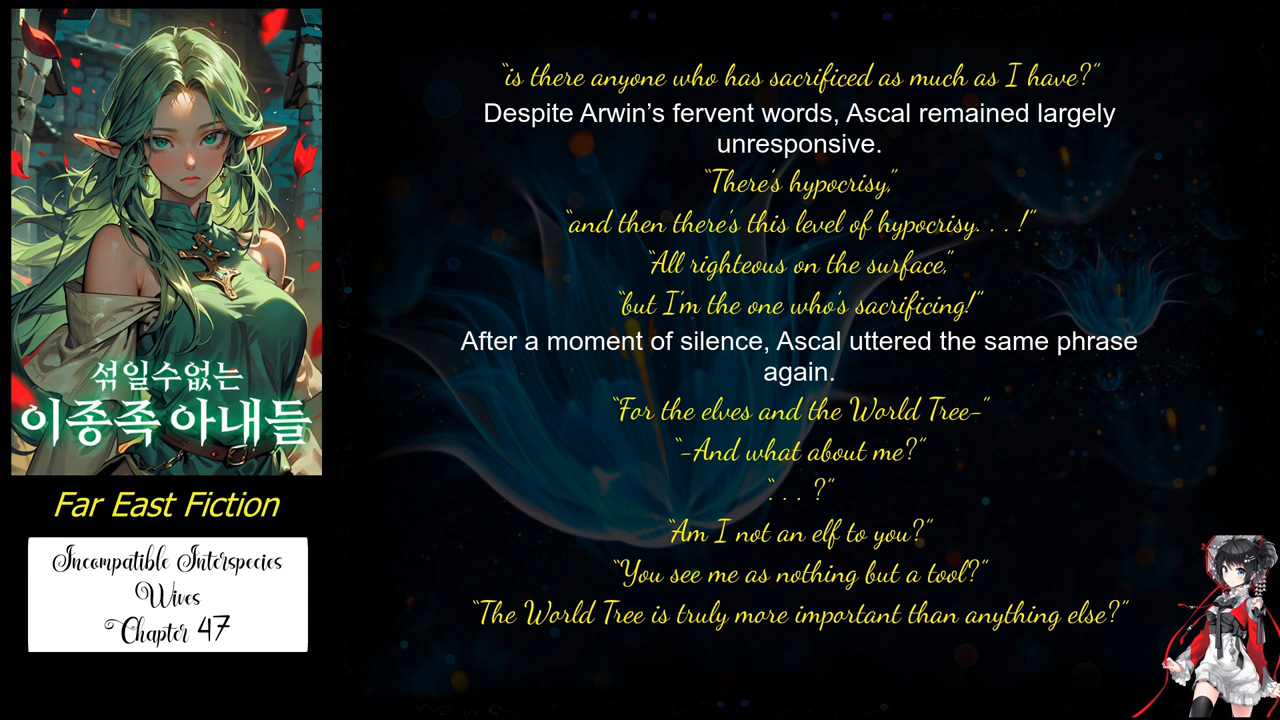 섞일 수 없는
이종족 아내들
Far East Fiction
Incompatible Interspecies
Wives
Chapter 47
“is there anyone who has sacrificed as much as I have?”
Despite Arwin’s fervent words, Ascal remained largely
unresponsive.
“There’s hypocrisy,”
“and then there’s this level of hypocrisy. . . !”
“All righteous on the surface,”
“but I’m the one who’s sacrificing!”
After a moment of silence, Ascal uttered the same phrase
again.
“For the elves and the World Tree-”
“-And what about me?”
“ . . . ?”
“Am I not an elf to you?”
“You see me as nothing but a tool?”
“The World Tree is truly more important than anything else?”